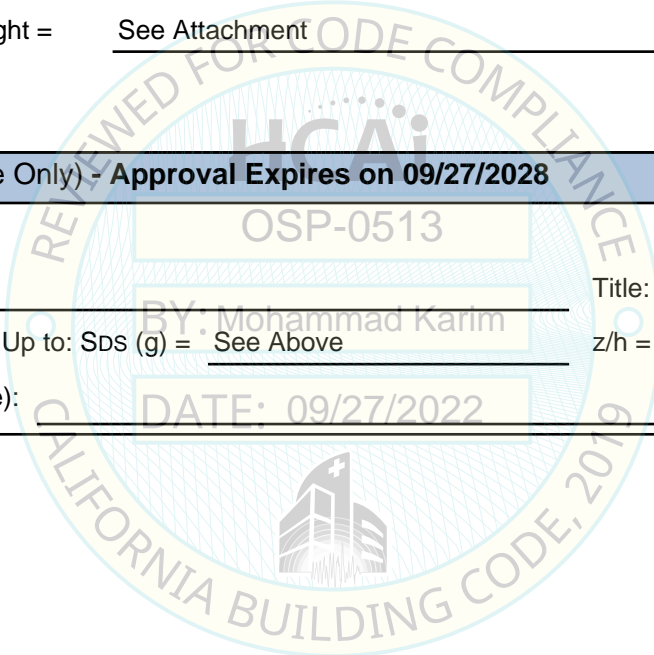 ght = See Attachment
REVIEWED FOR CODE COMPLIANCE
HCAi
e Only) - Approval Expires on 09/27/2028
OSP-0513
Title:
BY: Mohammad Karim
Up to: SDS (g) = See Above z/h =
e):
DATE: 09/27/2022
CALIFORNIA BUILDING CODE, 2019